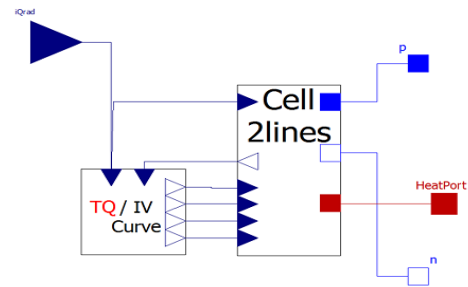 iQrad
p
Cell
2lines
HeatPort
TQ / IV
Curve
n